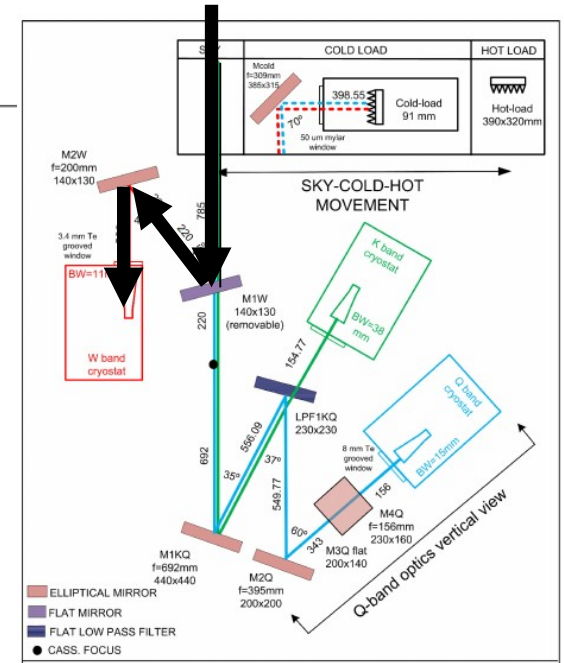 COLD LOAD
HOT LOAD
Mcold
f=309mm
385x315
398.55
70º
Cold-load
91 mm
50 um mylar
window
Hot-load
390x320mm
SKY-COLD-HOT
MOVEMENT
M2W
f=200mm
140x130
3.4 mm Te
grooved
window
W band
cryostat
785
220
M1W
140x130
(removable)
220
K band
cryostat
BW=38
mm
154.77
LPF1KQ
230x230
556.09
692
35º
37º
549.77
Q band
cryostat
BW=15mm
8 mm Te
grooved
window
156
M4Q
f=156mm
230x160
60º
343
M3Q flat
200x140
M1KQ
f=692mm
440x440
M2Q
f=395mm
200x200
Q-band optics vertical view
ELLIPTICAL MIRROR
FLAT MIRROR
FLAT LOW PASS FILTER
CASS. FOCUS